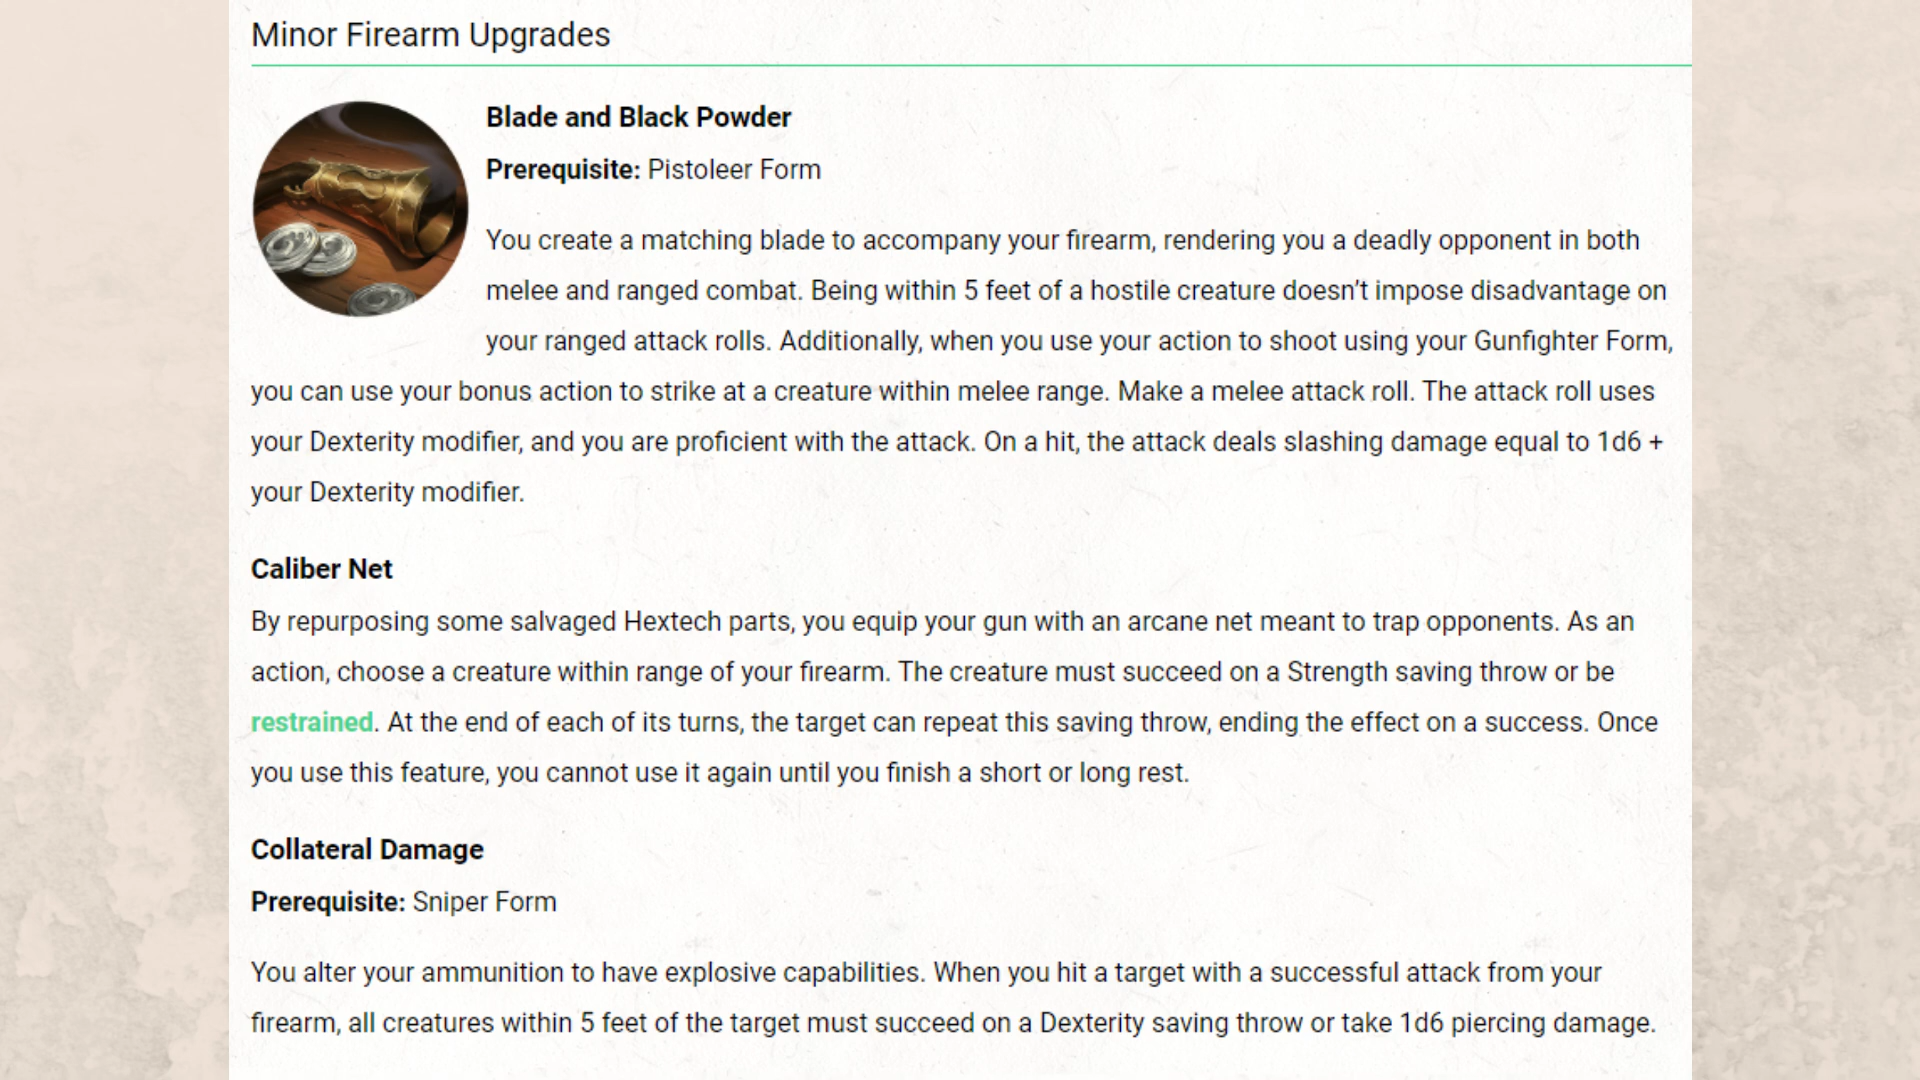 Minor Firearm Upgrades
Blade and Black Powder
Prerequisite: Pistoleer Form
You create a matching blade to accompany your firearm, rendering you a deadly opponent in both
melee and ranged combat. Being within 5 feet of a hostile creature doesn’t impose disadvantage on
your ranged attack rolls. Additionally, when you use your action to shoot using your Gunfighter Form,
you can use your bonus action to strike at a creature within melee range. Make a melee attack roll. The attack roll uses
your Dexterity modifier, and you are proficient with the attack. On a hit, the attack deals slashing damage equal to 1d6 +
your Dexterity modifier.
Caliber Net
By repurposing some salvaged Hextech parts, you equip your gun with an arcane net meant to trap opponents. As an
action, choose a creature within range of your firearm. The creature must succeed on a Strength saving throw or be
restrained. At the end of each of its turns, the target can repeat this saving throw, ending the effect on a success. Once
you use this feature, you cannot use it again until you finish a short or long rest.
Collateral Damage
Prerequisite: Sniper Form
You alter your ammunition to have explosive capabilities. When you hit a target with a successful attack from your
firearm, all creatures within 5 feet of the target must succeed on a Dexterity saving throw or take 1d6 piercing damage.